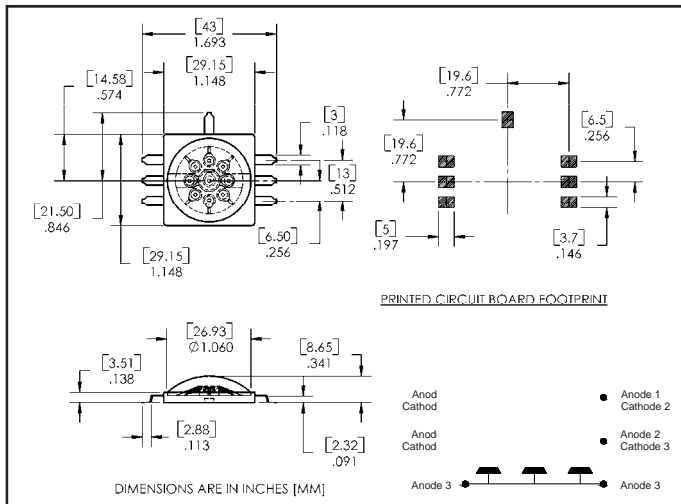 [43]
1.693
[29.15]
1.148
[14.58]
.574
[3]
.118
[13]
.512
[21.50]
.846
[6.50]
.256
[29.15]
1.148
[19.6]
.772
[19.6]
.772
[6.5]
.256
[5]
.197
[3.7]
.146
PRINTED CIRCUIT BOARD FOOTPRINT
[26.93]
Ø1.060
[8.65]
.341
[3.51]
.138
[2.88]
.113
[2.32]
.091
DIMENSIONS ARE IN INCHES [MM]
Anod
Cathod
Anode 1
Cathode 2
Anod
Cathod
Anode 2
Cathode 3
Anode 3
Anode 3